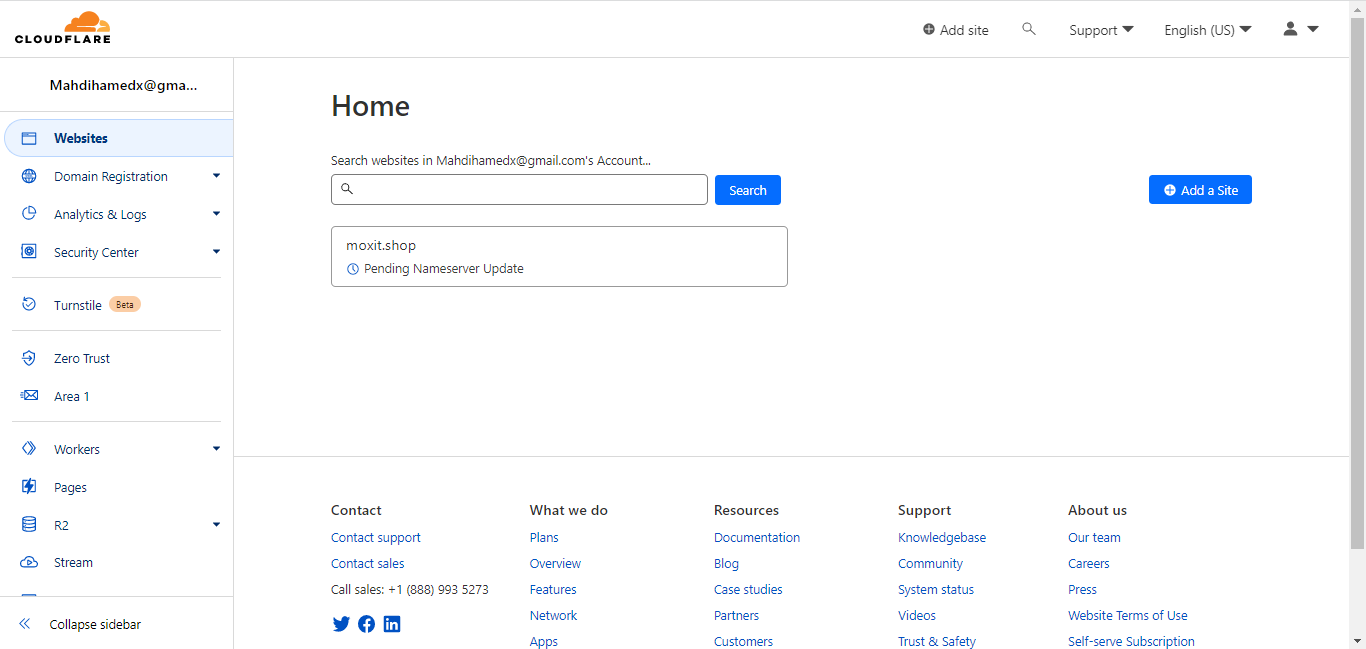 CLOUDFLARE
Add site
Support
English (US)
Mahdihamedx@gma...
Websites
Domain Registration
Analytics & Logs
Security Center
Turnstile Beta
Zero Trust
Area 1
Workers
Pages
R2
Stream
Collapse sidebar
Home
Search websites in Mahdihamedx@gmail.com's Account...
Search
Add a Site
moxit.shop
Pending Nameserver Update
Contact
Contact support
Contact sales
Call sales: +1 (888) 993 5273
What we do
Plans
Overview
Features
Network
Apps
Resources
Documentation
Blog
Case studies
Partners
Customers
Support
Knowledgebase
Community
System status
Videos
Trust & Safety
About us
Our team
Careers
Press
Website Terms of Use
Self-serve Subscription